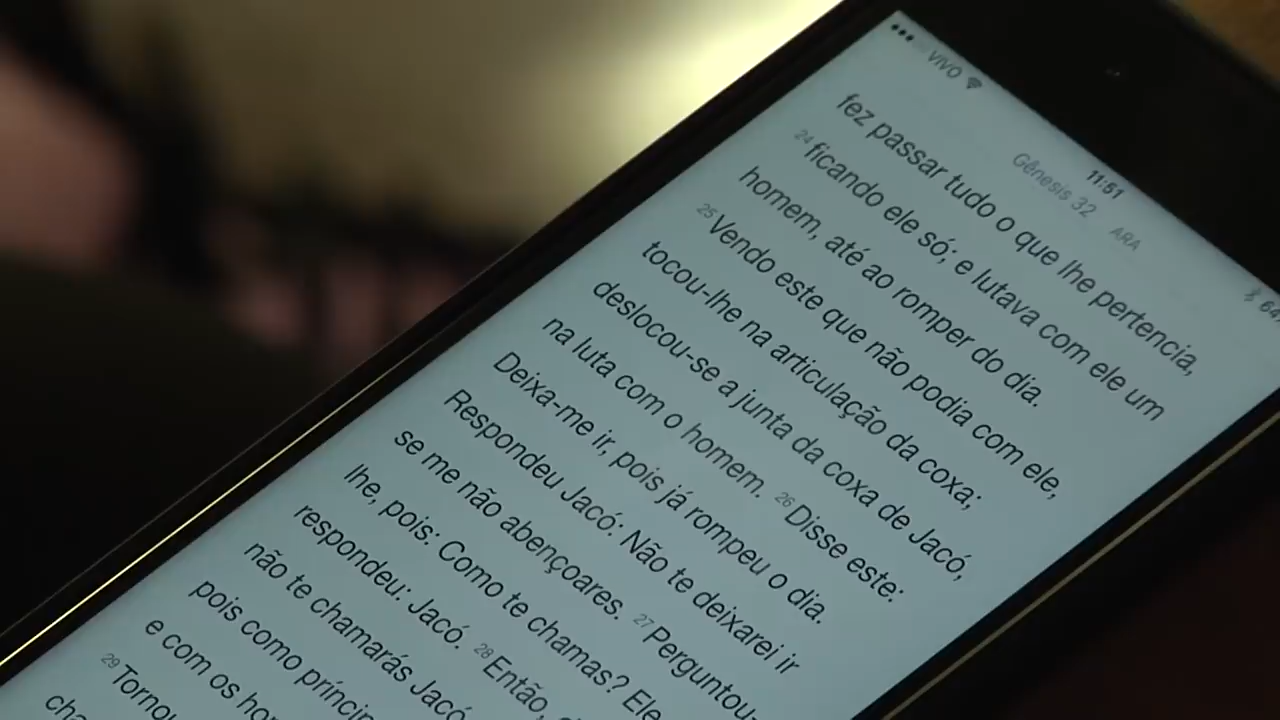 VIVO
11:51
64
Gênesis 32 ARA
fez passar tudo o que lhe pertencia,
24 ficando ele só; e lutava com ele um
homem, até ao romper do dia.
25 Vendo este que não podia com ele,
tocou-lhe na articulação da coxa;
deslocou-se a junta da coxa de Jacó,
na luta com o homem. 26 Disse este:
Deixa-me ir, pois já rompeu o dia.
Respondeu Jacó: Não te deixarei ir
se me não abençoares. 27 Perguntou-
lhe, pois: Como te chamas? Ele
respondeu: Jacó. 28 Então,
não te chamarás Jacó
pois como prínci
e com os ho
29 Torno
cha